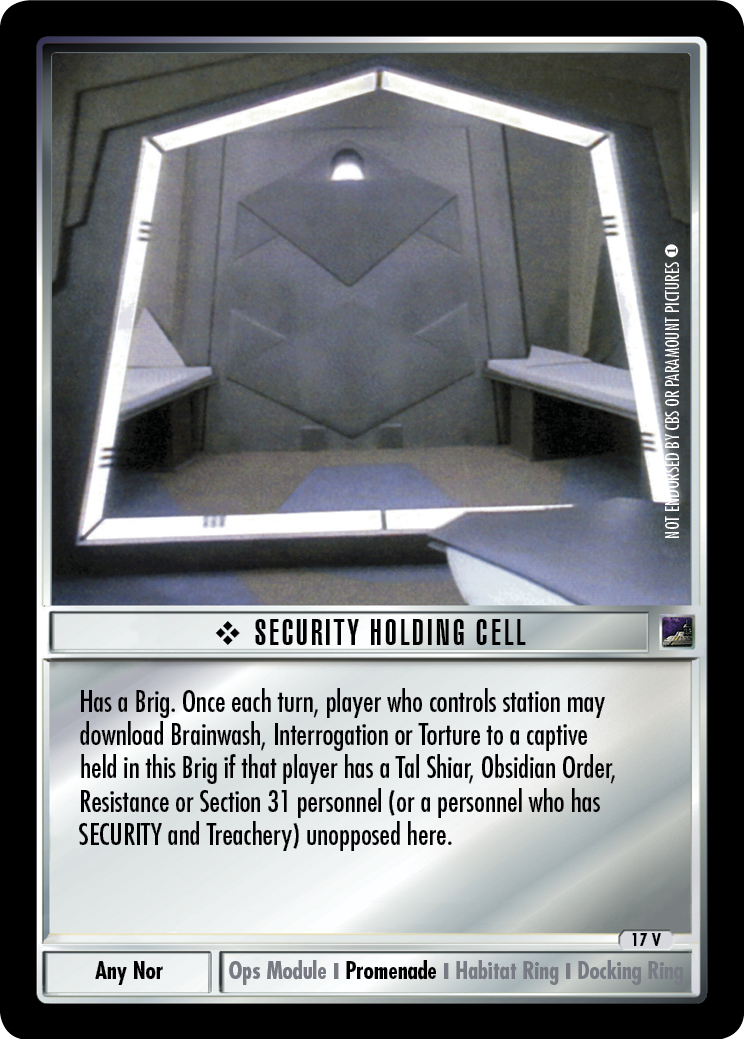 NOT ENDORSED BY CBS OR PARAMOUNT PICTURES 1
❖ SECURITY HOLDING CELL
Has a Brig. Once each turn, player who controls station may
download Brainwash, Interrogation or Torture to a captive
held in this Brig if that player has a Tal Shiar, Obsidian Order,
Resistance or Section 31 personnel (or a personnel who has
SECURITY and Treachery) unopposed here.
17 V
Any Nor
Ops Module I Promenade I Habitat Ring I Docking Ring